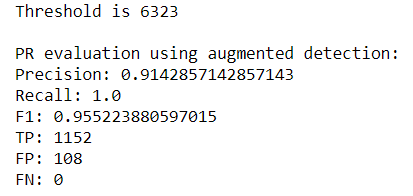 Threshold is 6323
PR evaluation using augmented detection:
Precision: 0.9142857142857143
Recall: 1.0
F1: 0.955223880597015
TP: 1152
FP: 108
FN: 0